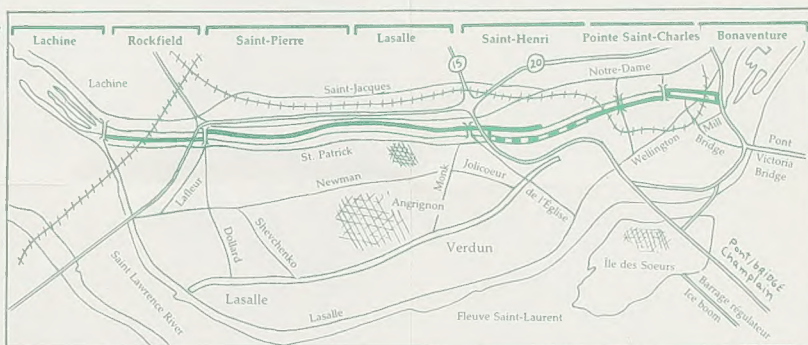 Lachine
Rockfield
Saint-Pierre
Lasalle
Saint-Henri
Pointe Saint-Charles
Bonaventure
15
20
Lachine
Saint-Jacques
Notre-Dame
St. Patrick
Newman
Lafleur
Dollard
Shevchenko
Angrignon
Monk
Jolicoeur
de l'Église
Wellington
Mill
Bridge
Pont
Victoria
Bridge
Verdun
Île des Soeurs
Pont/BRIDGE
Champlain
Saint Lawrence River
Lasalle
Lasalle
Fleuve Saint-Laurent
Barrage régulateur
Ice boom